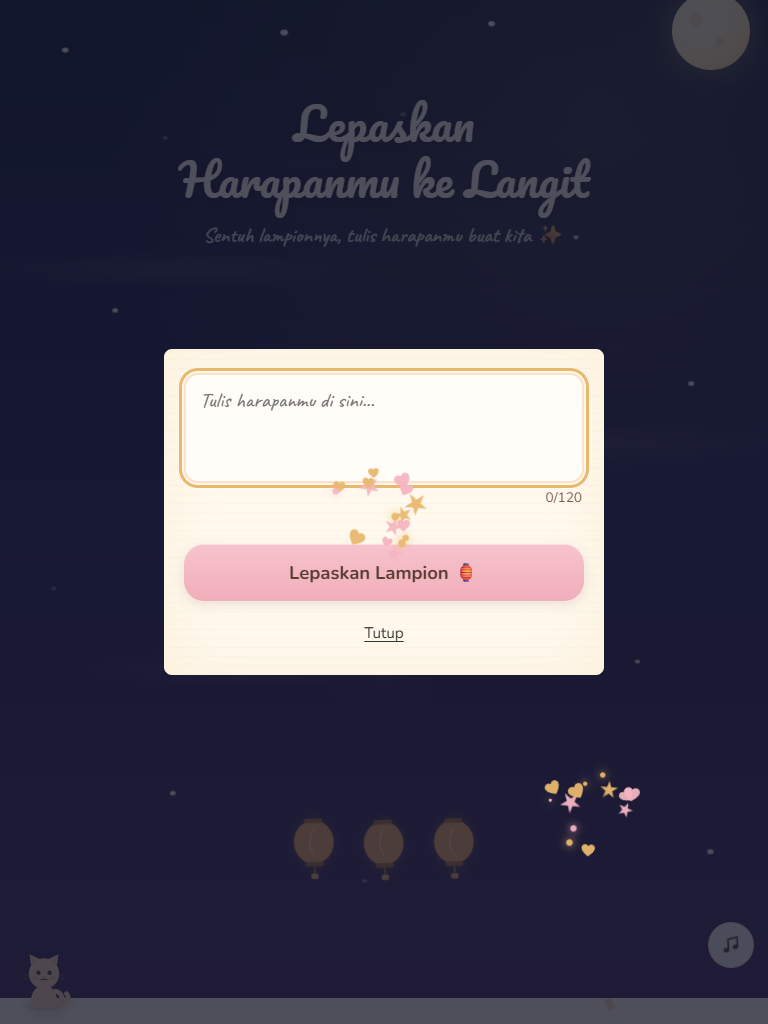 Lepaskan
Harapanmu ke Langit
Sentuh lampionnya, tulis harapanmu buat kita ✨
Tulis harapanmu di sini...
0/120
Lepaskan Lampion 🏮
Tutup